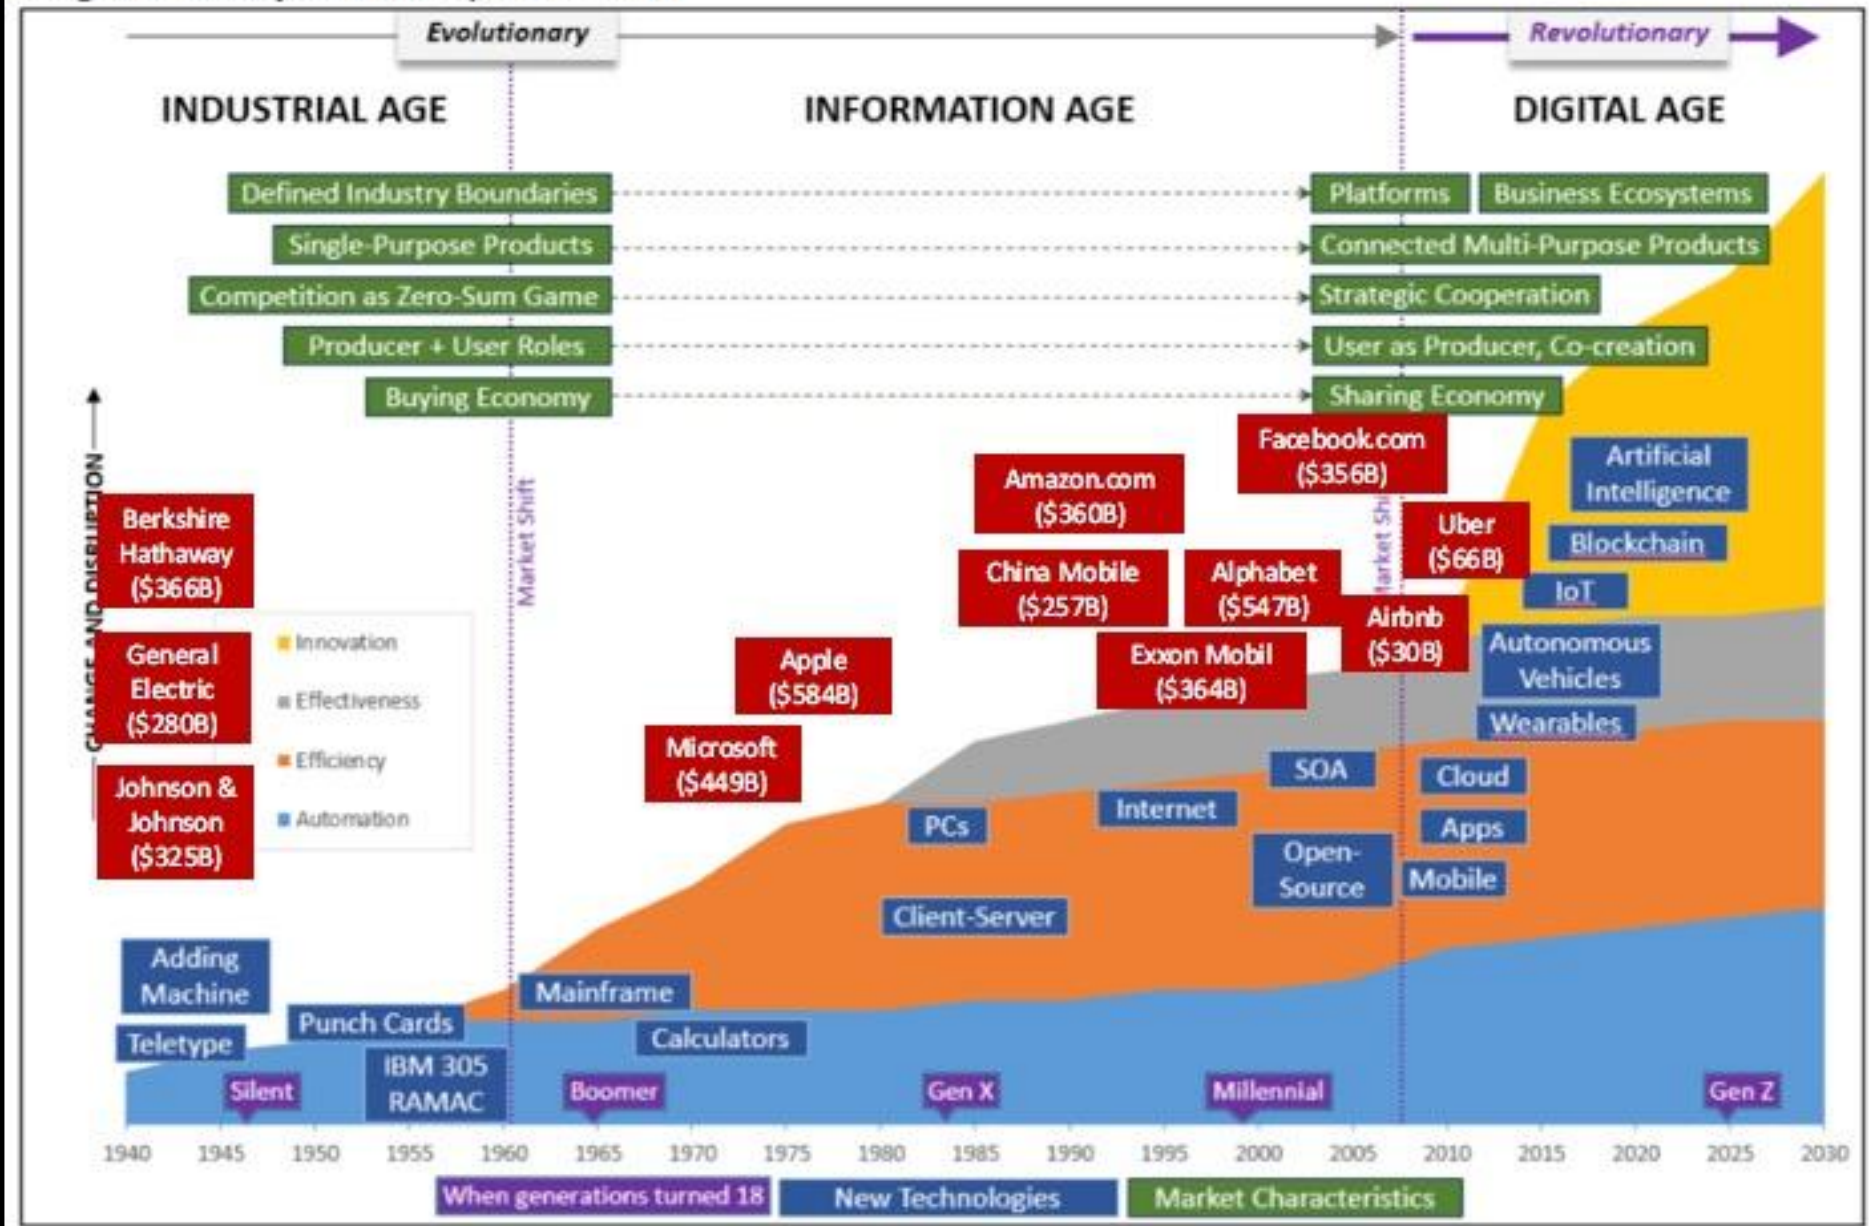 Evolutionary
Revolutionary
INDUSTRIAL AGE
INFORMATION AGE
DIGITAL AGE
Defined Industry Boundaries
Platforms
Business Ecosystems
Single-Purpose Products
Connected Multi-Purpose Products
Competition as Zero-Sum Game
Strategic Cooperation
Producer + User Roles
User as Producer, Co-creation
Buying Economy
Sharing Economy
CHANGE AND DISRUPTION
Market Shift
Market Shi
Facebook.com
($356B)
Amazon.com
($360B)
Artificial
Intelligence
Berkshire
Hathaway
($366B)
Uber
($66B)
Blockchain
China Mobile
($257B)
Alphabet
($547B)
IoT
Airbnb
($30B)
General
Electric
($280B)
Innovation
Effectiveness
Efficiency
Automation
Apple
($584B)
Exxon Mobil
($364B)
Autonomous
Vehicles
Wearables
Microsoft
($449B)
Johnson &
Johnson
($325B)
SOA
Cloud
PCs
Internet
Apps
Open-
Source
Mobile
Client-Server
Adding
Machine
Mainframe
Punch Cards
Teletype
Calculators
IBM 305
RAMAC
Silent
Boomer
Gen X
Millennial
Gen Z
1940 1945 1950 1955 1960 1965 1970 1975 1980 1985 1990 1995 2000 2005 2010 2015 2020 2025 2030
When generations turned 18
New Technologies
Market Characteristics